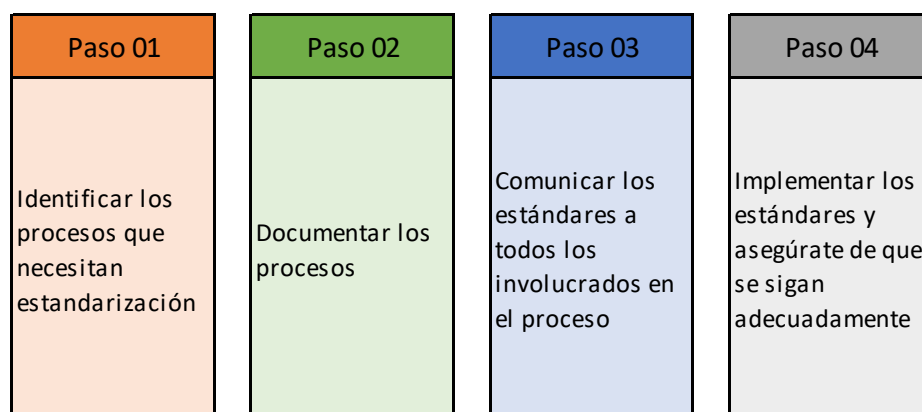 Paso 01
Identificar los
procesos que
necesitan
estandarización
Paso 02
Documentar los
procesos
Paso 03
Comunicar los
estándares a
todos los
involucrados en
el proceso
Paso 04
Implementar los
estándares y
asegúrate de que
se sigan
adecuadamente